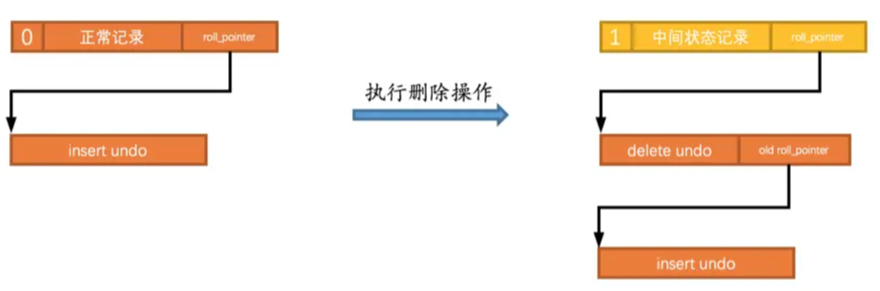 0 正常记录 roll_pointer
insert undo
执行删除操作
1 中间状态记录 roll_pointer
delete undo old roll_pointer
insert undo